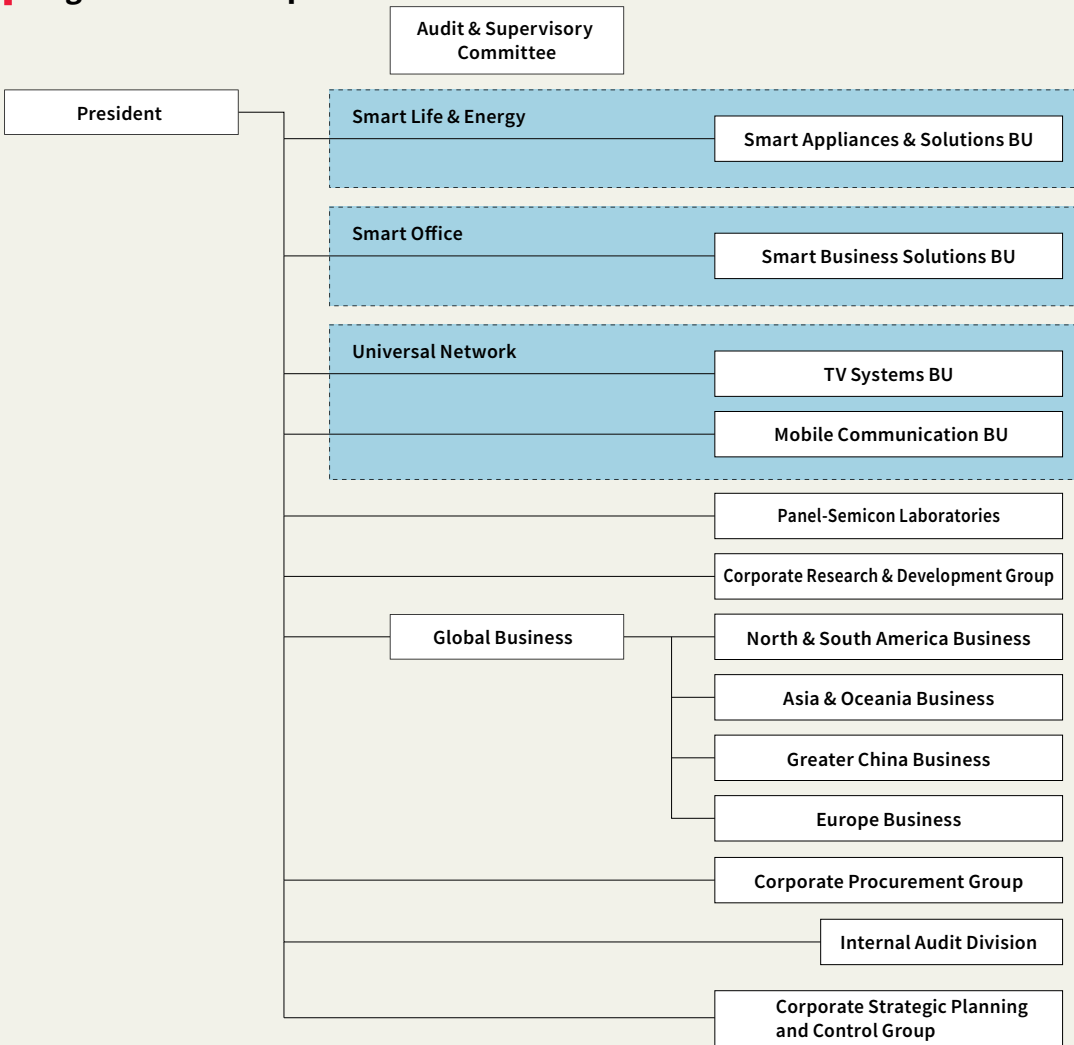 Audit & Supervisory
Committee
President
Smart Life & Energy
Smart Appliances & Solutions BU
Smart Office
Smart Business Solutions BU
Universal Network
TV Systems BU
Mobile Communication BU
Panel-Semicon Laboratories
Corporate Research & Development Group
Global Business
North & South America Business
Asia & Oceania Business
Greater China Business
Europe Business
Corporate Procurement Group
Internal Audit Division
Corporate Strategic Planning
and Control Group